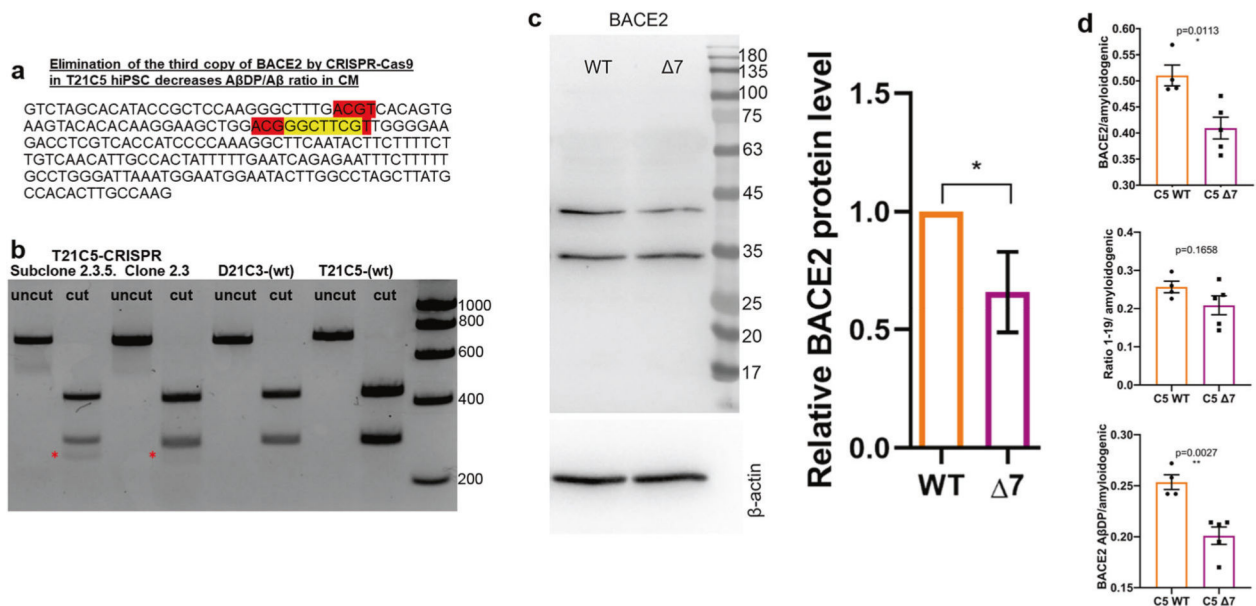 a
Elimination of the third copy of BACE2 by CRISPR-Cas9
in T21C5 hiPSC decreases AβDP/Aβ ratio in CM
GTCTAGCACATACCGCTCCAAGGGCTTTGACGTCACAGTG
AAGTACACACAAGGAAGCTGGACGGGCTTCGTTGGGGAA
GACCTCGTCACCATCCCCAAAGGCTTCAATACTTCTTTTCT
TGTCAACATTGCCACTATTTTTGAATCAGAGAATTTCTTTTT
GCCTGGGATTAAATGGAATGGAATACTTGGCCTAGCTTATG
CCACACTTGCCAAG
b
T21C5-CRISPR
Subclone 2.3.5. Clone 2.3 D21C3-(wt) T21C5-(wt)
uncut cut uncut cut uncut cut uncut cut
1000
800
600
400
200
*
*
c
BACE2
WT Δ7
180
135
100
75
63
45
35
25
20
17
β-actin
Relative BACE2 protein level
1.5
1.0
0.5
0.0
*
WT Δ7
d
BACE2/amyloidogenic
0.60
0.55
0.50
0.45
0.40
0.35
0.30
p=0.0113
*
C5 WT C5 Δ7
Ratio 1-19/ amyloidogenic
0.4
0.3
0.2
0.1
0.0
p=0.1658
C5 WT C5 Δ7
BACE2 AβDP/amyloidogenic
0.30
0.25
0.20
0.15
p=0.0027
**
C5 WT C5 Δ7